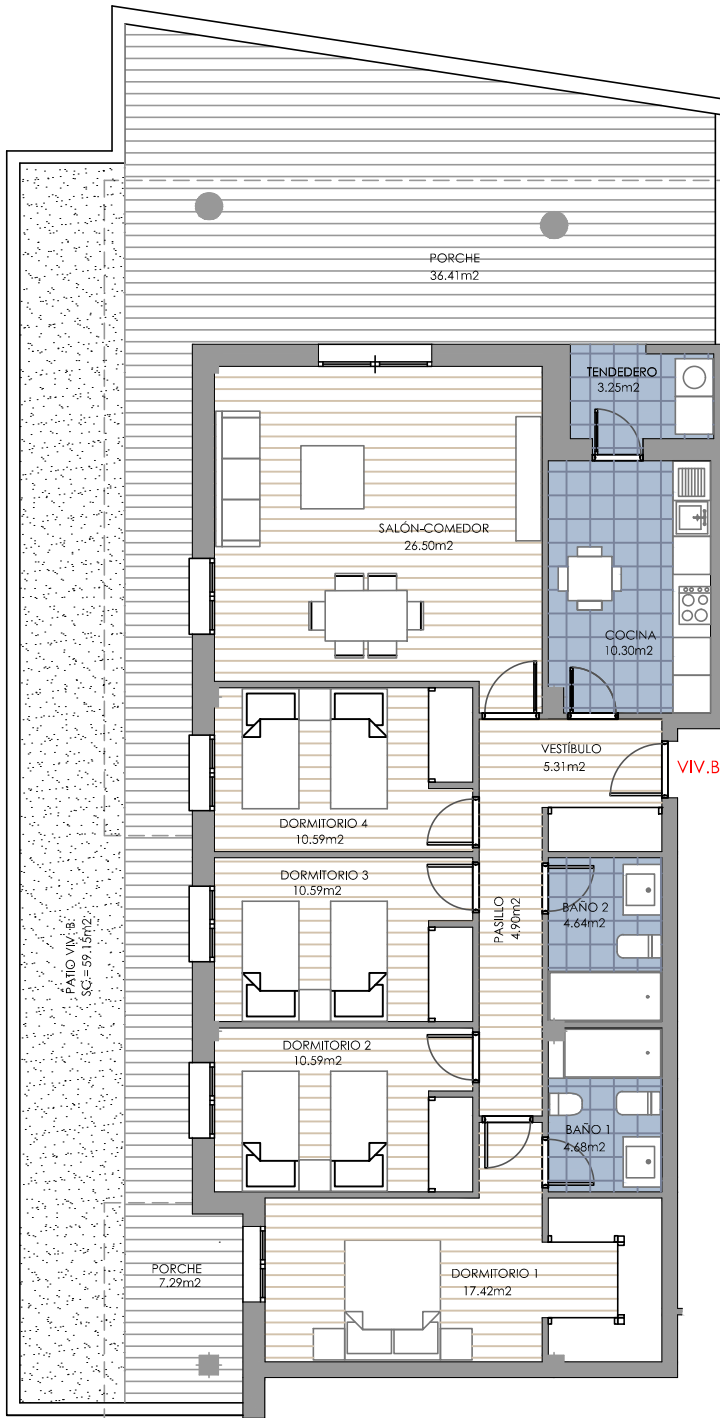 PORCHE
36.41m2
TENDEDERO
3.25m2
SALÓN-COMEDOR
26.50m2
COCINA
10.30m2
VESTÍBULO
5.31m2
VIV.B
DORMITORIO 4
10.59m2
DORMITORIO 3
10.59m2
PASILLO
4.90m2
BAÑO 2
4.64m2
PATIO VIV. B:
SC.=59.15m2
DORMITORIO 2
10.59m2
BAÑO 1
4.68m2
PORCHE
7.29m2
DORMITORIO 1
17.42m2